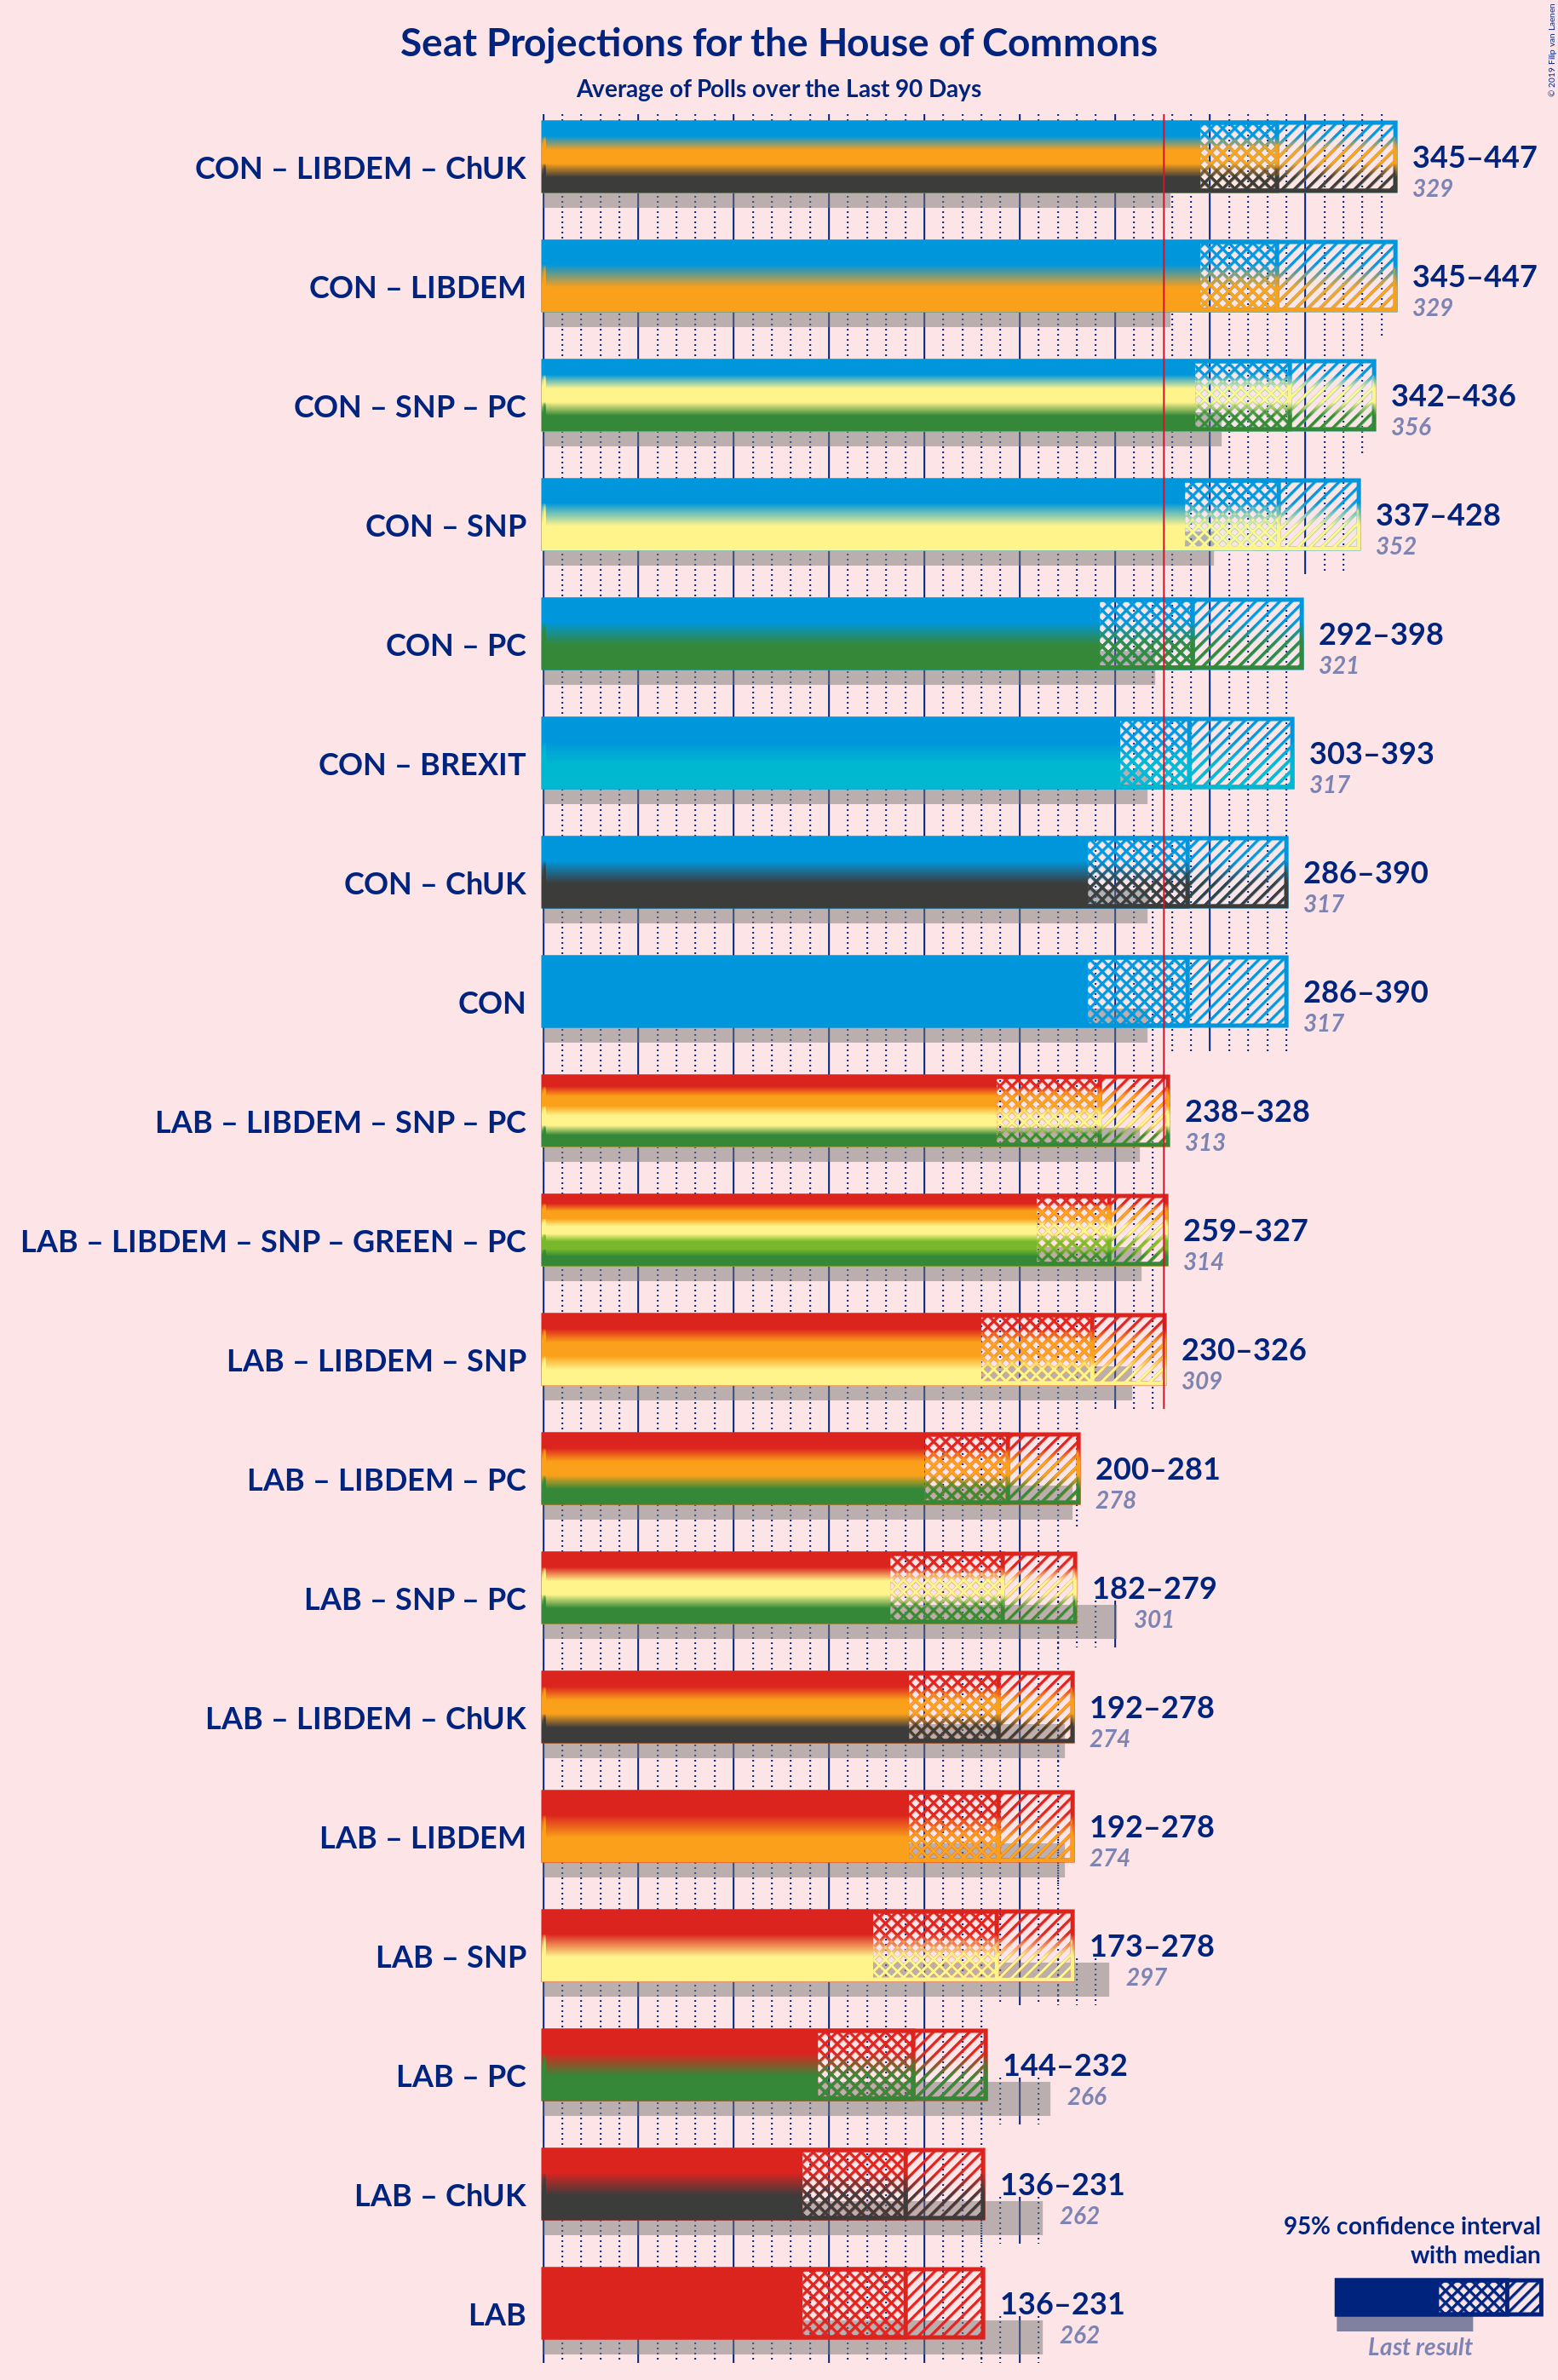 Seat Projections for the House of Commons
Average of Polls over the Last 90 Days
© 2019 Filip van Laenen
CON – LIBDEM – ChUK
345–447
329
CON – LIBDEM
345–447
329
CON – SNP – PC
342–436
356
CON – SNP
337–428
352
CON – PC
292–398
321
CON – BREXIT
303–393
317
CON – ChUK
286–390
317
CON
286–390
317
LAB – LIBDEM – SNP – PC
238–328
313
LAB – LIBDEM – SNP – GREEN – PC
259–327
314
LAB – LIBDEM – SNP
230–326
309
LAB – LIBDEM – PC
200–281
278
LAB – SNP – PC
182–279
301
LAB – LIBDEM – ChUK
192–278
274
LAB – LIBDEM
192–278
274
LAB – SNP
173–278
297
LAB – PC
144–232
266
LAB – ChUK
136–231
262
LAB
136–231
262
95% confidence interval
with median
Last result